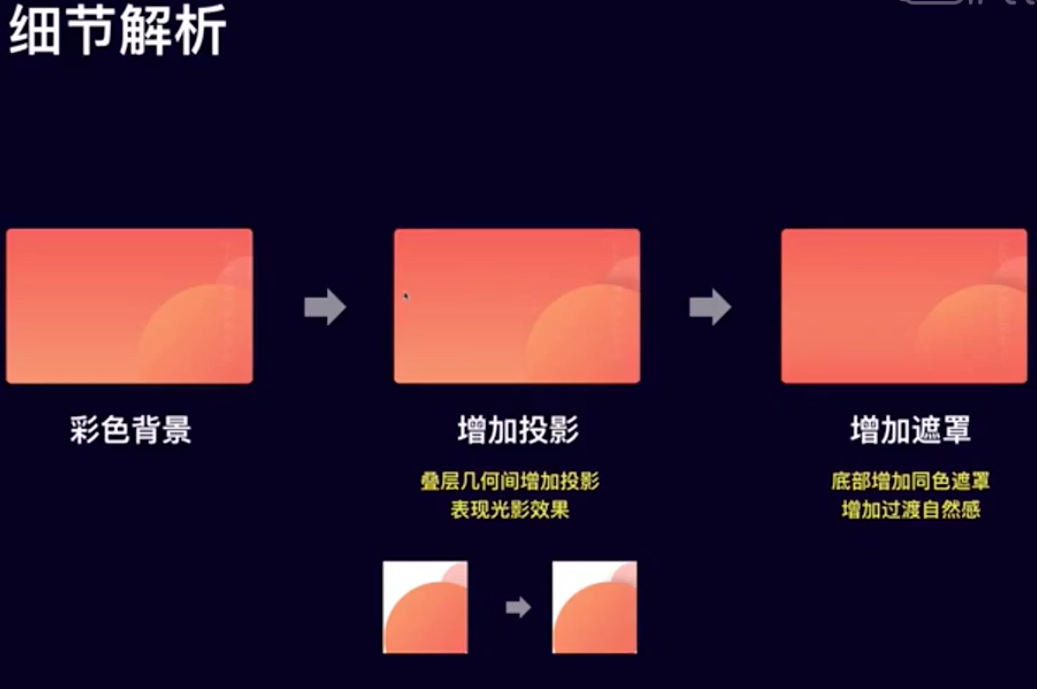 细节解析
彩色背景
增加投影
增加遮罩
叠层几何间增加投影
表现光影效果
底部增加同色遮罩
增加过渡自然感